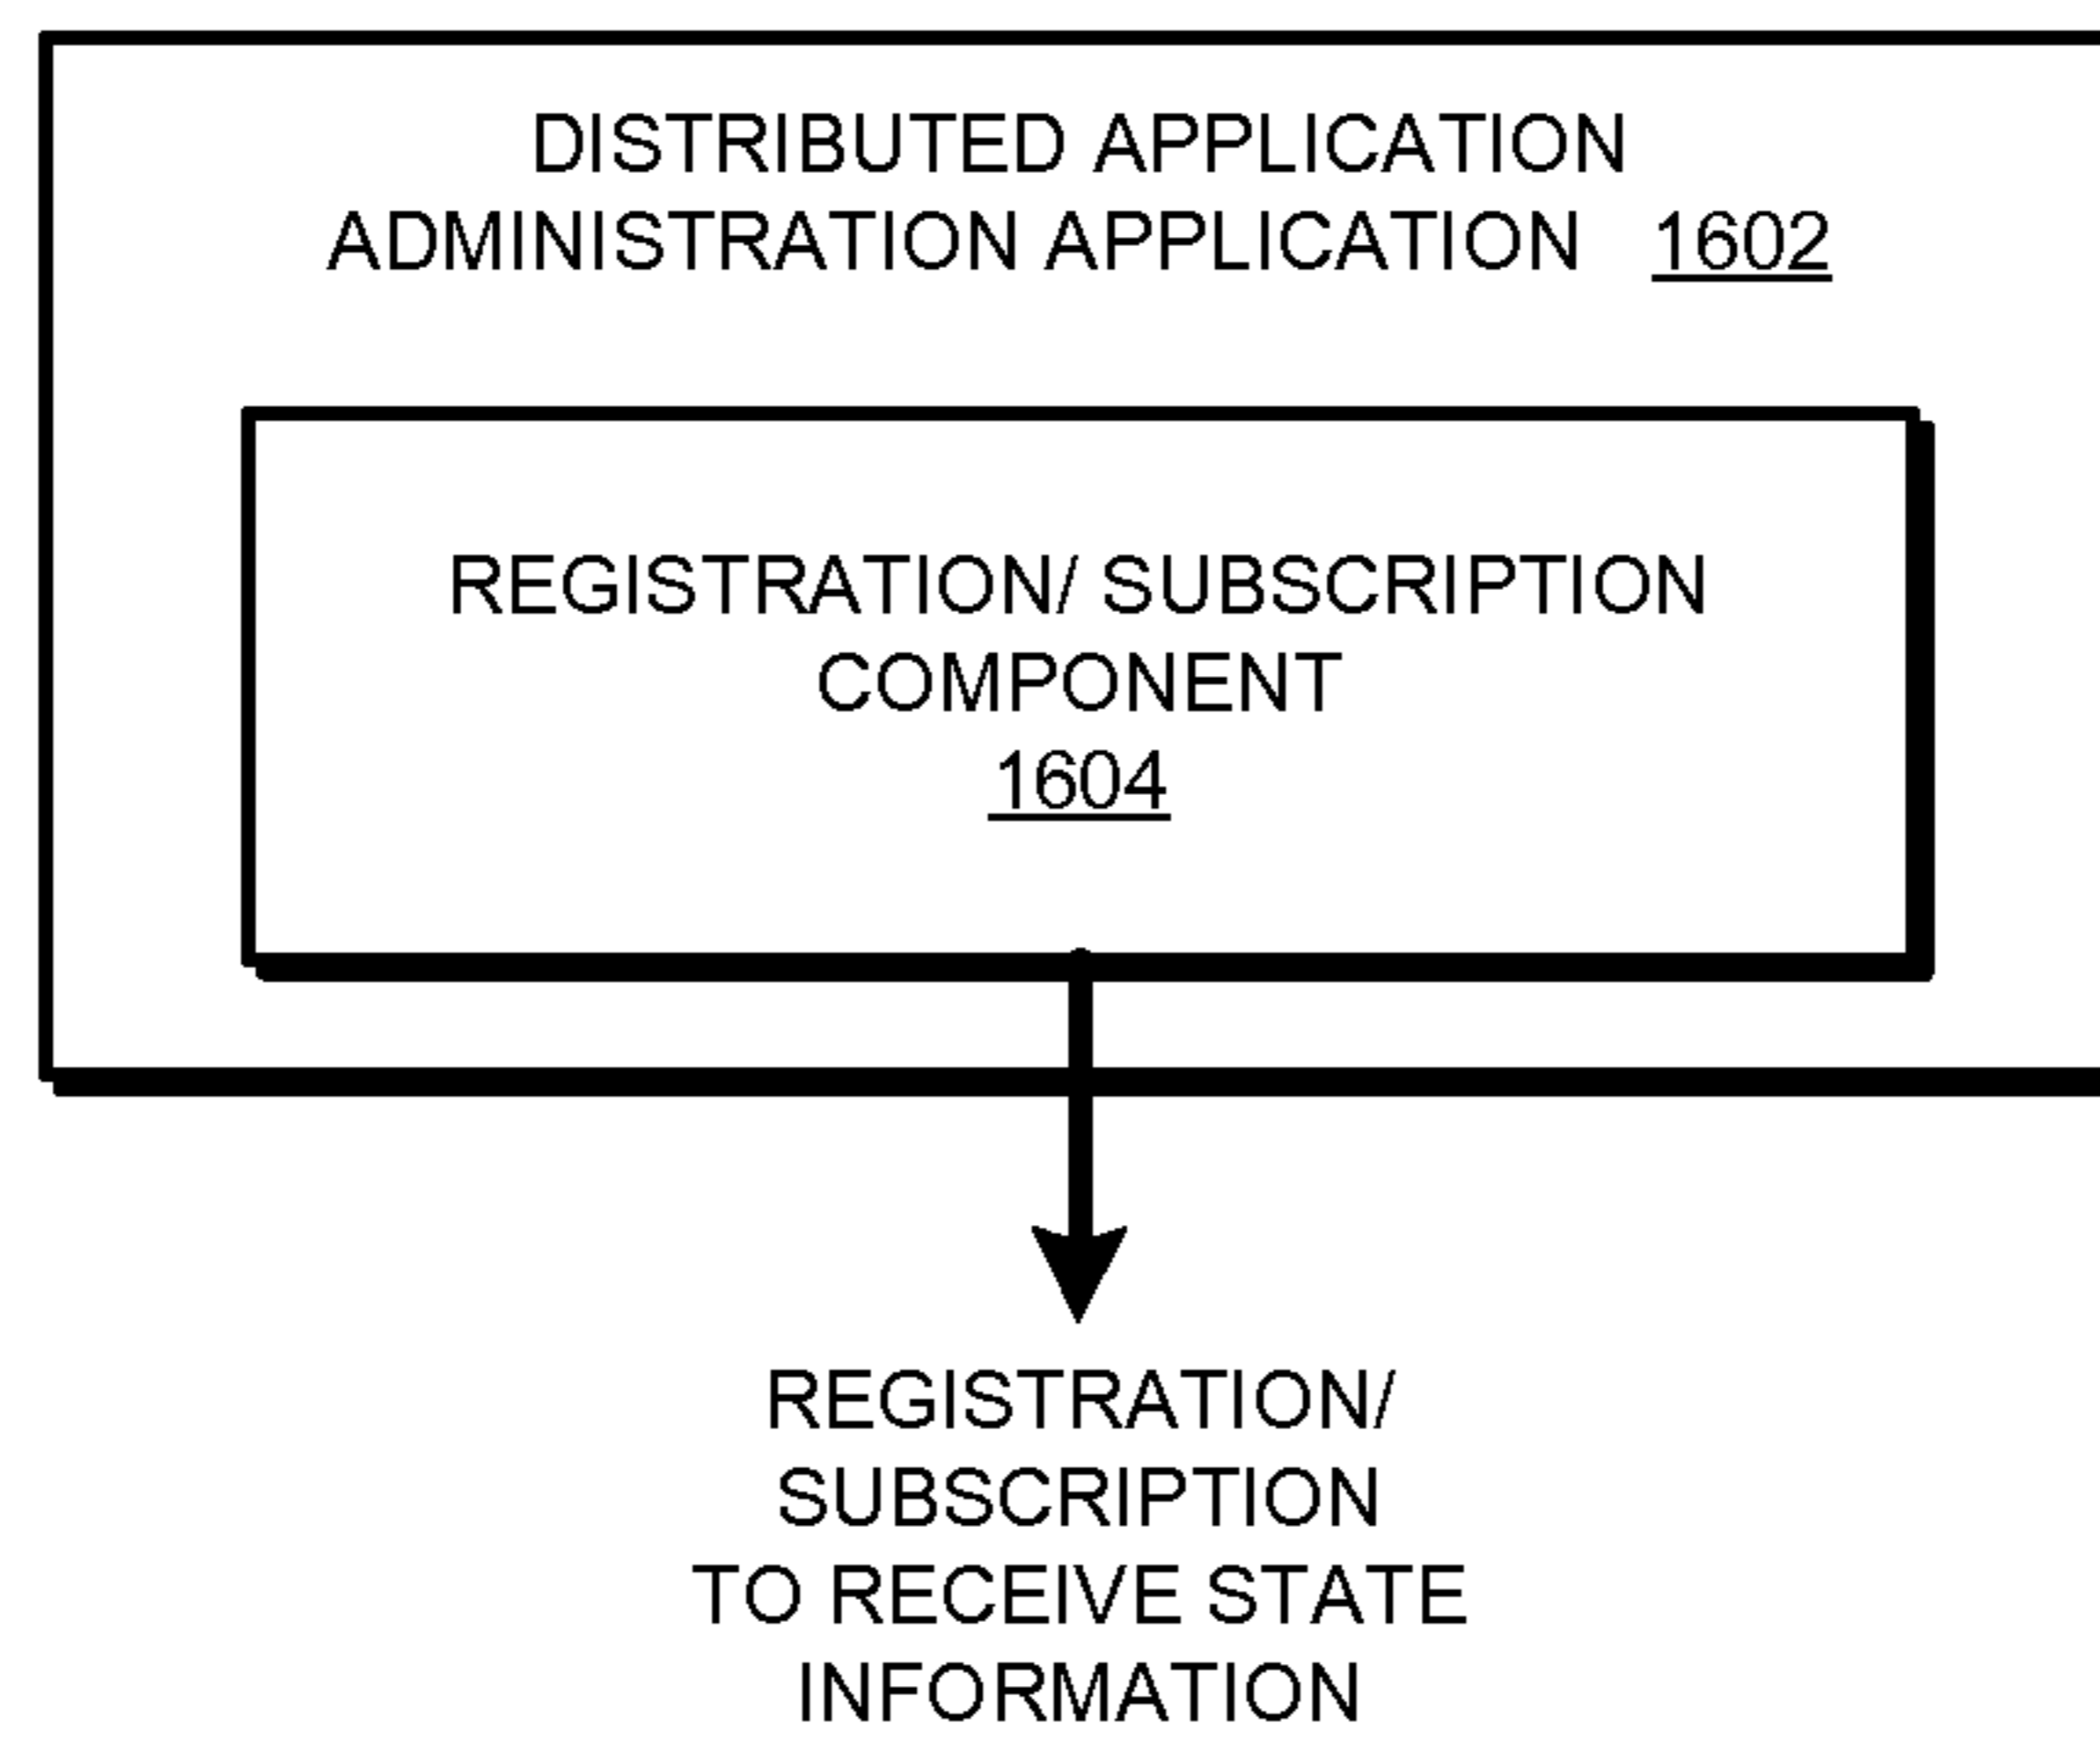 DISTRIBUTED APPLICATION
ADMINISTRATION APPLICATION 1602
REGISTRATION/ SUBSCRIPTION
COMPONENT
1604
REGISTRATION/
SUBSCRIPTION
TO RECEIVE STATE
INFORMATION